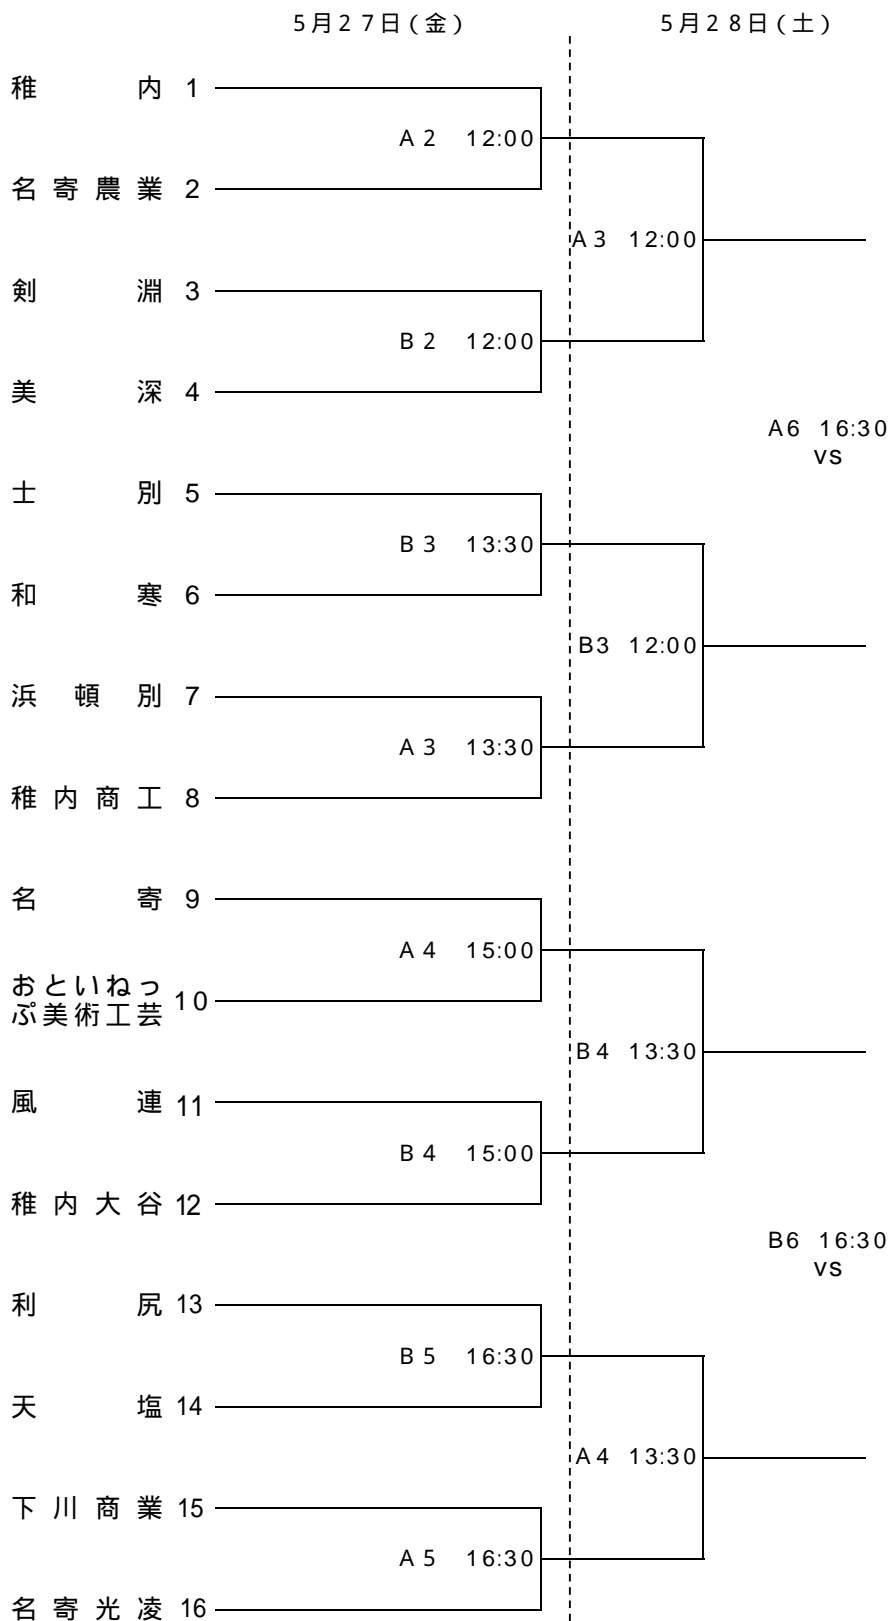 5月27日(金) 5月28日(土)
稚内 1
A2 12:00
名寄農業 2
A3 12:00
剣淵 3
B2 12:00
美深 4
A6 16:30
vs
士別 5
B3 13:30
和寒 6
B3 12:00
浜頓別 7
A3 13:30
稚内商工 8
名寄 9
A4 15:00
おといねっ
ぷ美術工芸 10
B4 13:30
風連 11
B4 15:00
稚内大谷 12
B6 16:30
vs
利尻 13
B5 16:30
天塩 14
A4 13:30
下川商業 15
A5 16:30
名寄光凌 16